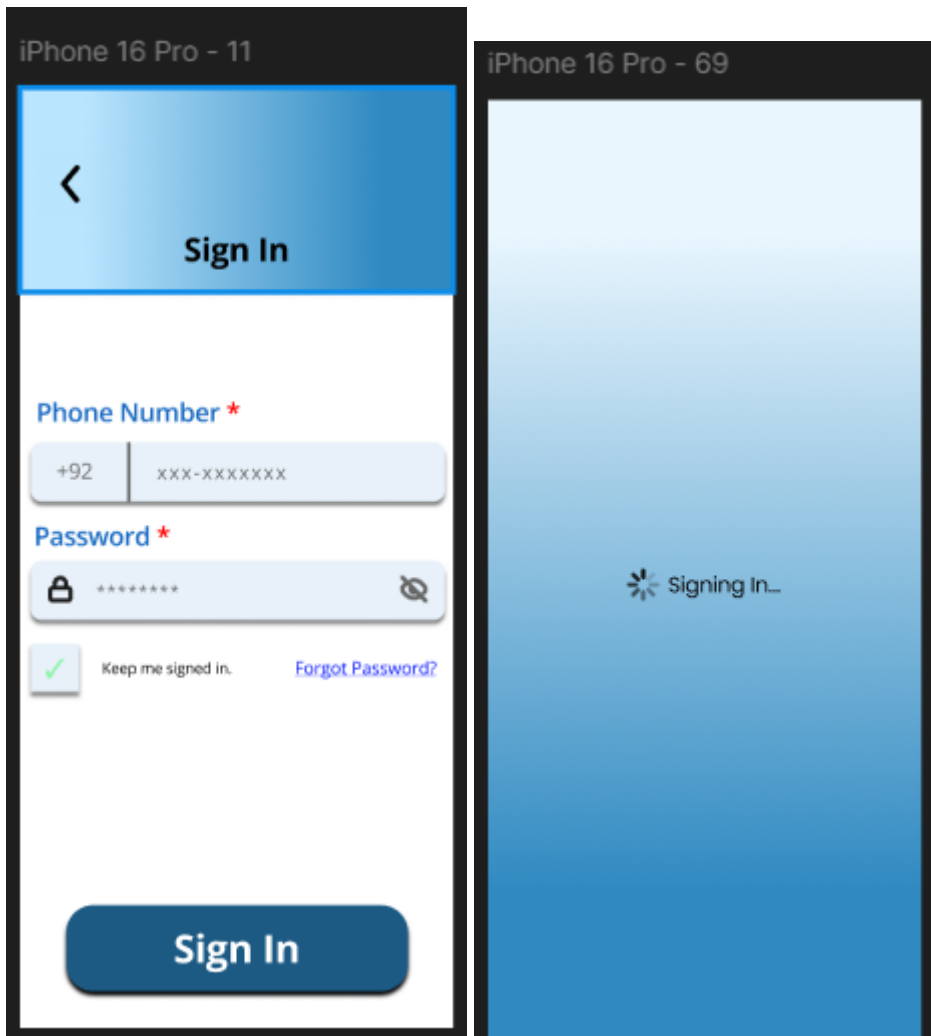 iPhone 16 Pro - 11
Sign In
Phone Number *
+92 xxx-xxxxxxx
Password *
********
✓ Keep me signed in. Forgot Password?
Sign In
iPhone 16 Pro - 69
Signing In...